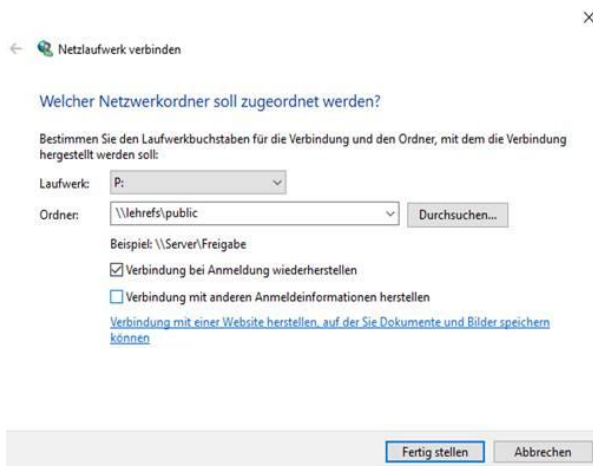 Netzlaufwerk verbinden
Welcher Netzwerkordner soll zugeordnet werden?
Bestimmen Sie den Laufwerkbuchstaben für die Verbindung und den Ordner, mit dem die Verbindung
hergestellt werden soll:
Laufwerk: P:
Ordner: \\lehrefs\public Durchsuchen...
Beispiel: \\Server\Freigabe
Verbindung bei Anmeldung wiederherstellen
Verbindung mit anderen Anmeldeinformationen herstellen
Verbindung mit einer Website herstellen, auf der Sie Dokumente und Bilder speichern
können
Fertig stellen Abbrechen